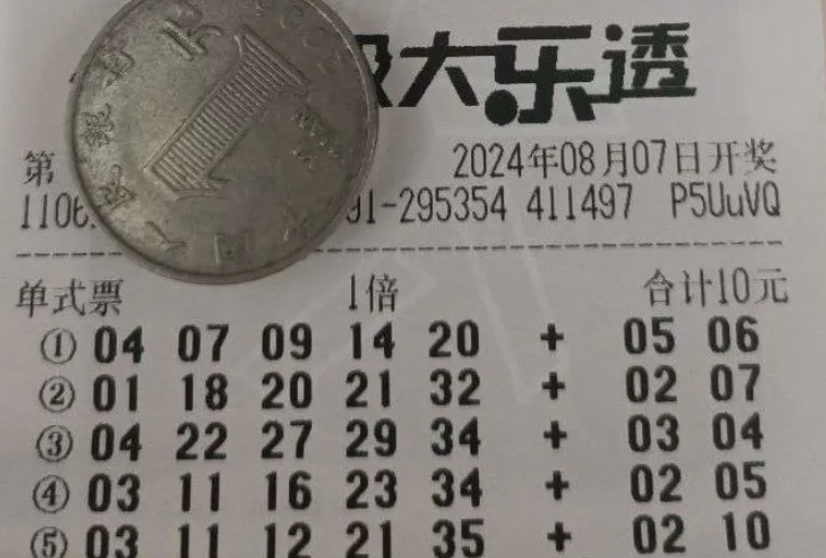 级大乐透
第
2024年08月07日开奖
1106 91-295354 411497 P5UuVQ
单式票 1倍 合计10元
① 04 07 09 14 20 + 05 06
② 01 18 20 21 32 + 02 07
③ 04 22 27 29 34 + 03 04
④ 03 11 16 23 34 + 02 05
⑤ 03 11 12 21 35 + 02 10